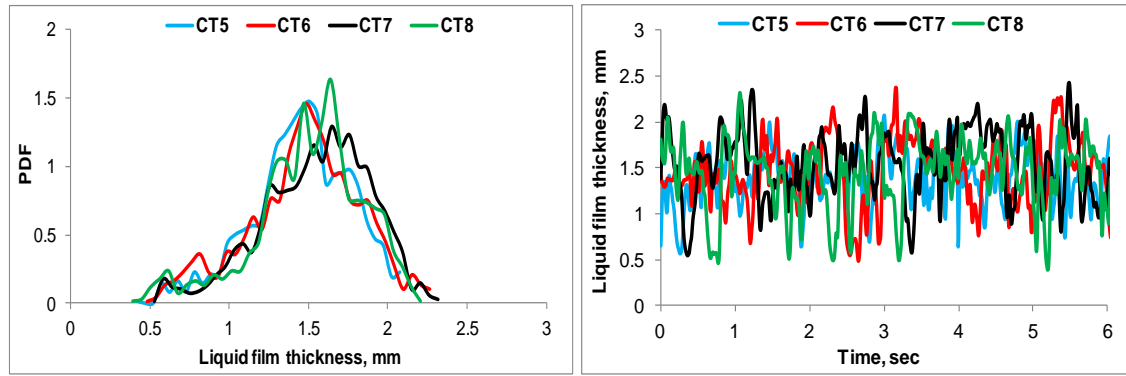 CT5 CT6 CT7 CT8
2
1.5
1
0.5
0
PDF
0 0.5 1 1.5 2 2.5 3
Liquid film thickness, mm
CT5 CT6 CT7 CT8
3
2.5
2
1.5
1
0.5
0
Liquid film thickness, mm
0 1 2 3 4 5 6
Time, sec